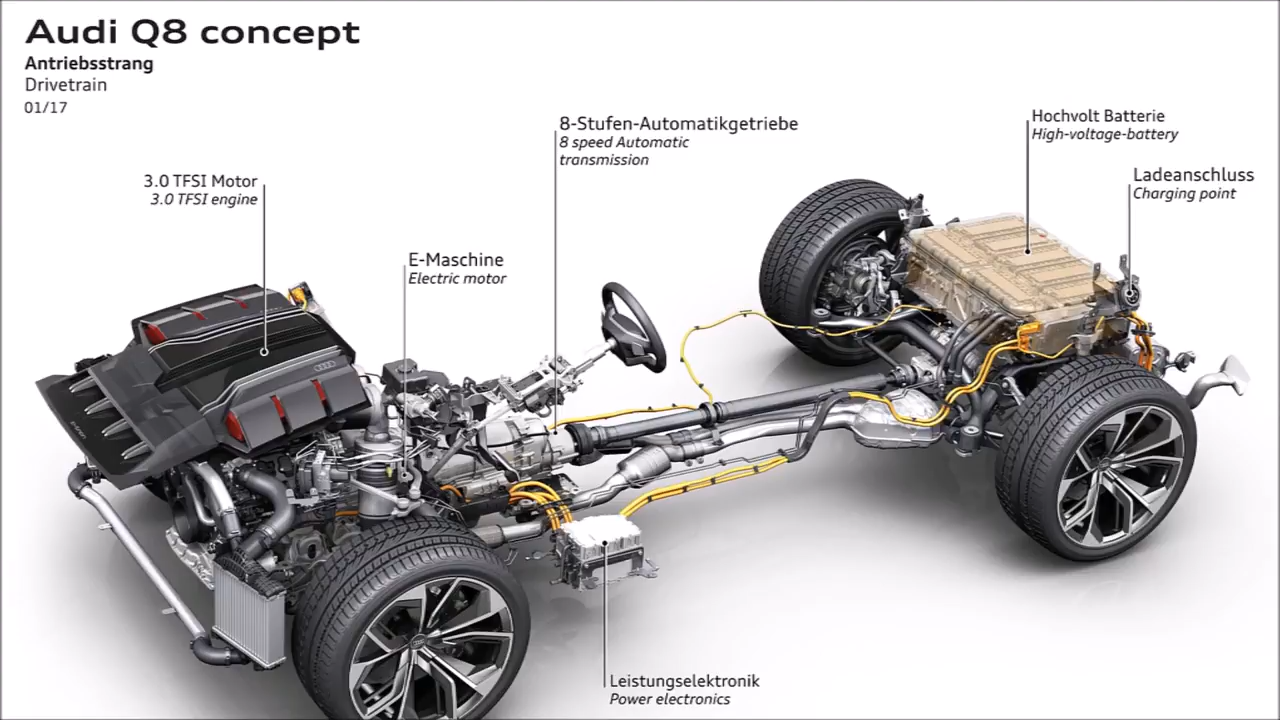 Audi Q8 concept
Antriebsstrang
Drivetrain
01/17
8-Stufen-Automatikgetriebe
8 speed Automatic
transmission
Hochvolt Batterie
High-voltage-battery
Ladeanschluss
Charging point
3.0 TFSI Motor
3.0 TFSI engine
E-Maschine
Electric motor
Leistungselektronik
Power electronics